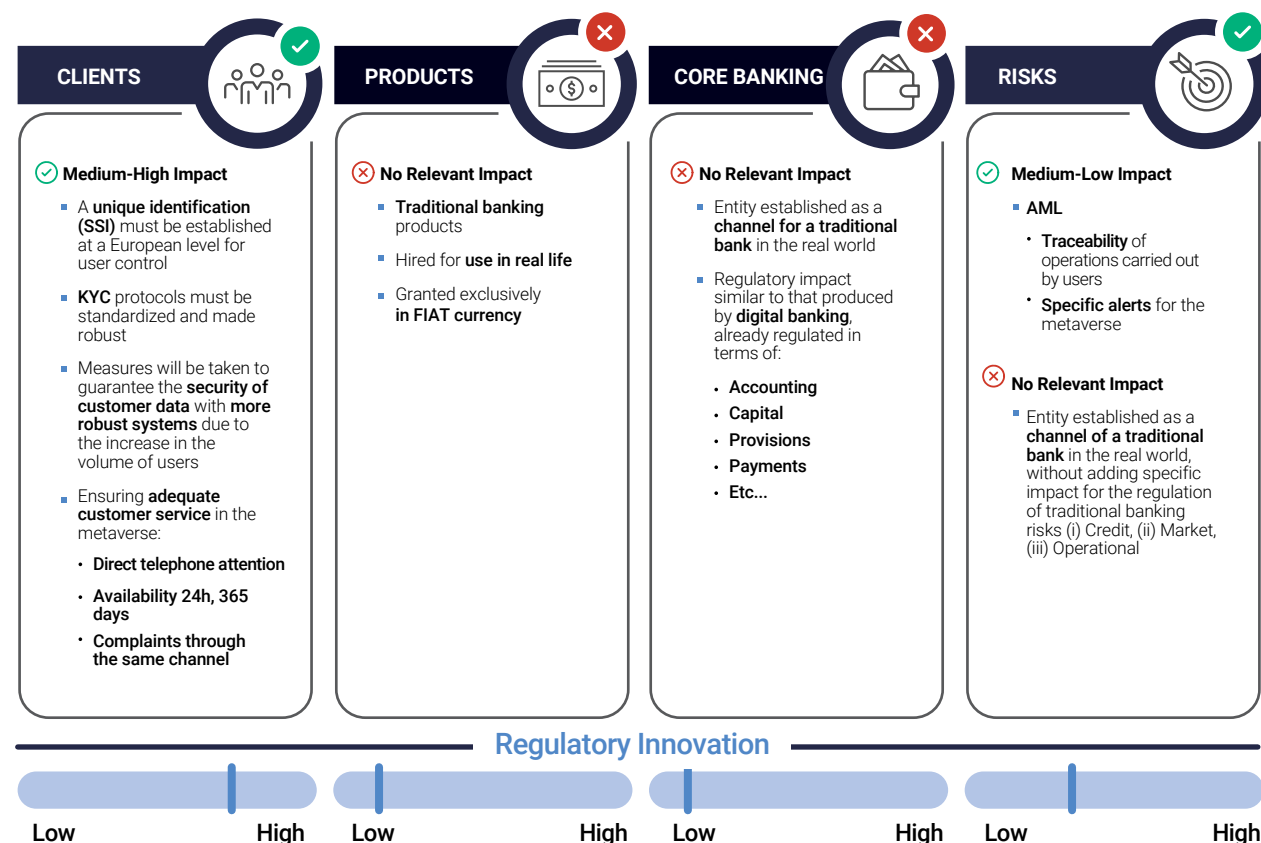 CLIENTS
Medium-High Impact
A unique identification
(SSI) must be established
at a European level for
user control
KYC protocols must be
standardized and made
robust
Measures will be taken to
guarantee the security of
customer data with more
robust systems due to
the increase in the
volume of users
Ensuring adequate
customer service in the
metaverse:
Direct telephone attention
Availability 24h, 365
days
Complaints through
the same channel
PRODUCTS
$
No Relevant Impact
Traditional banking
products
Hired for use in real life
Granted exclusively
in FIAT currency
CORE BANKING
No Relevant Impact
Entity established as a
channel for a traditional
bank in the real world
Regulatory impact
similar to that produced
by digital banking,
already regulated in
terms of:
Accounting
Capital
Provisions
Payments
Etc...
RISKS
Medium-Low Impact
AML
Traceability of
operations carried out
by users
Specific alerts for the
metaverse
No Relevant Impact
Entity established as a
channel of a traditional
bank in the real world,
without adding specific
impact for the regulation
of traditional banking
risks (i) Credit, (ii) Market,
(iii) Operational
Regulatory Innovation
Low High Low High Low High Low High